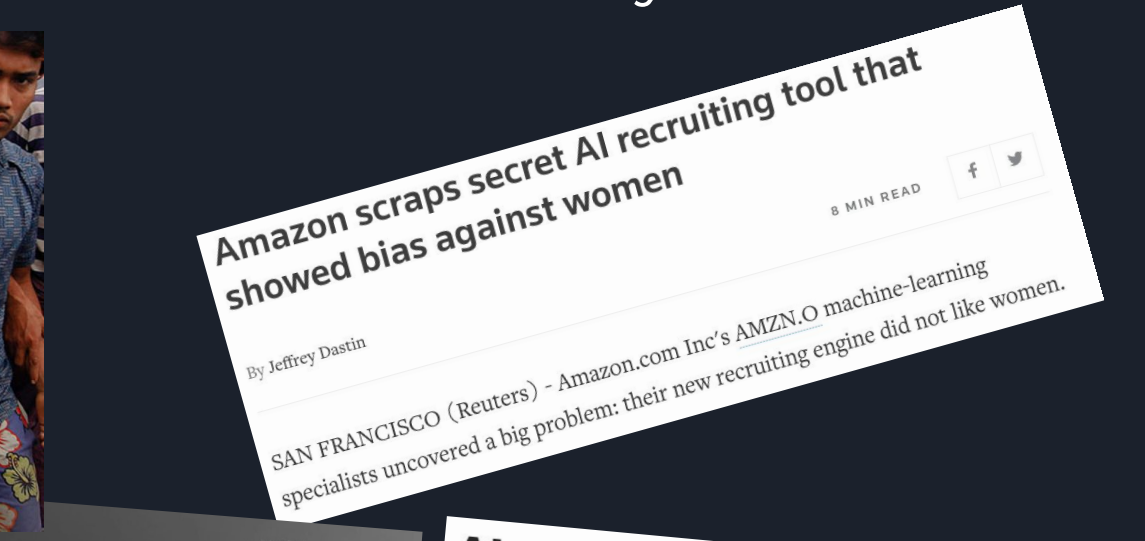 Amazon scraps secret AI recruiting tool that
showed bias against women
8 MIN READ
By Jeffrey Dastin
SAN FRANCISCO (Reuters) - Amazon.com Inc’s AMZN.O machine-learning
specialists uncovered a big problem: their new recruiting engine did not like women.